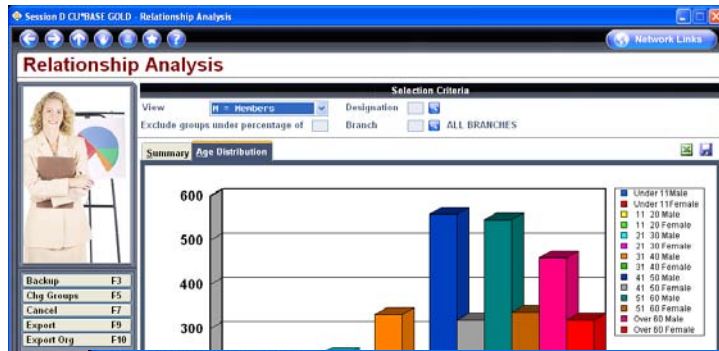 Session D CU*BASE GOLD - Relationship Analysis
Network Links
Relationship Analysis
Selection Criteria
View M = Members Designation
Exclude groups under percentage of Branch ALL BRANCHES
Summary Age Distribution
600
500
400
300
Under 11Male
Under 11Female
11 20 Male
11 20 Female
21 30 Male
21 30 Female
31 40 Male
31 40 Female
41 50 Male
41 50 Female
51 60 Male
51 60 Female
Over 60 Male
Over 60 Female
Backup F3
Chg Groups F5
Cancel F7
Export F9
Export Org F10